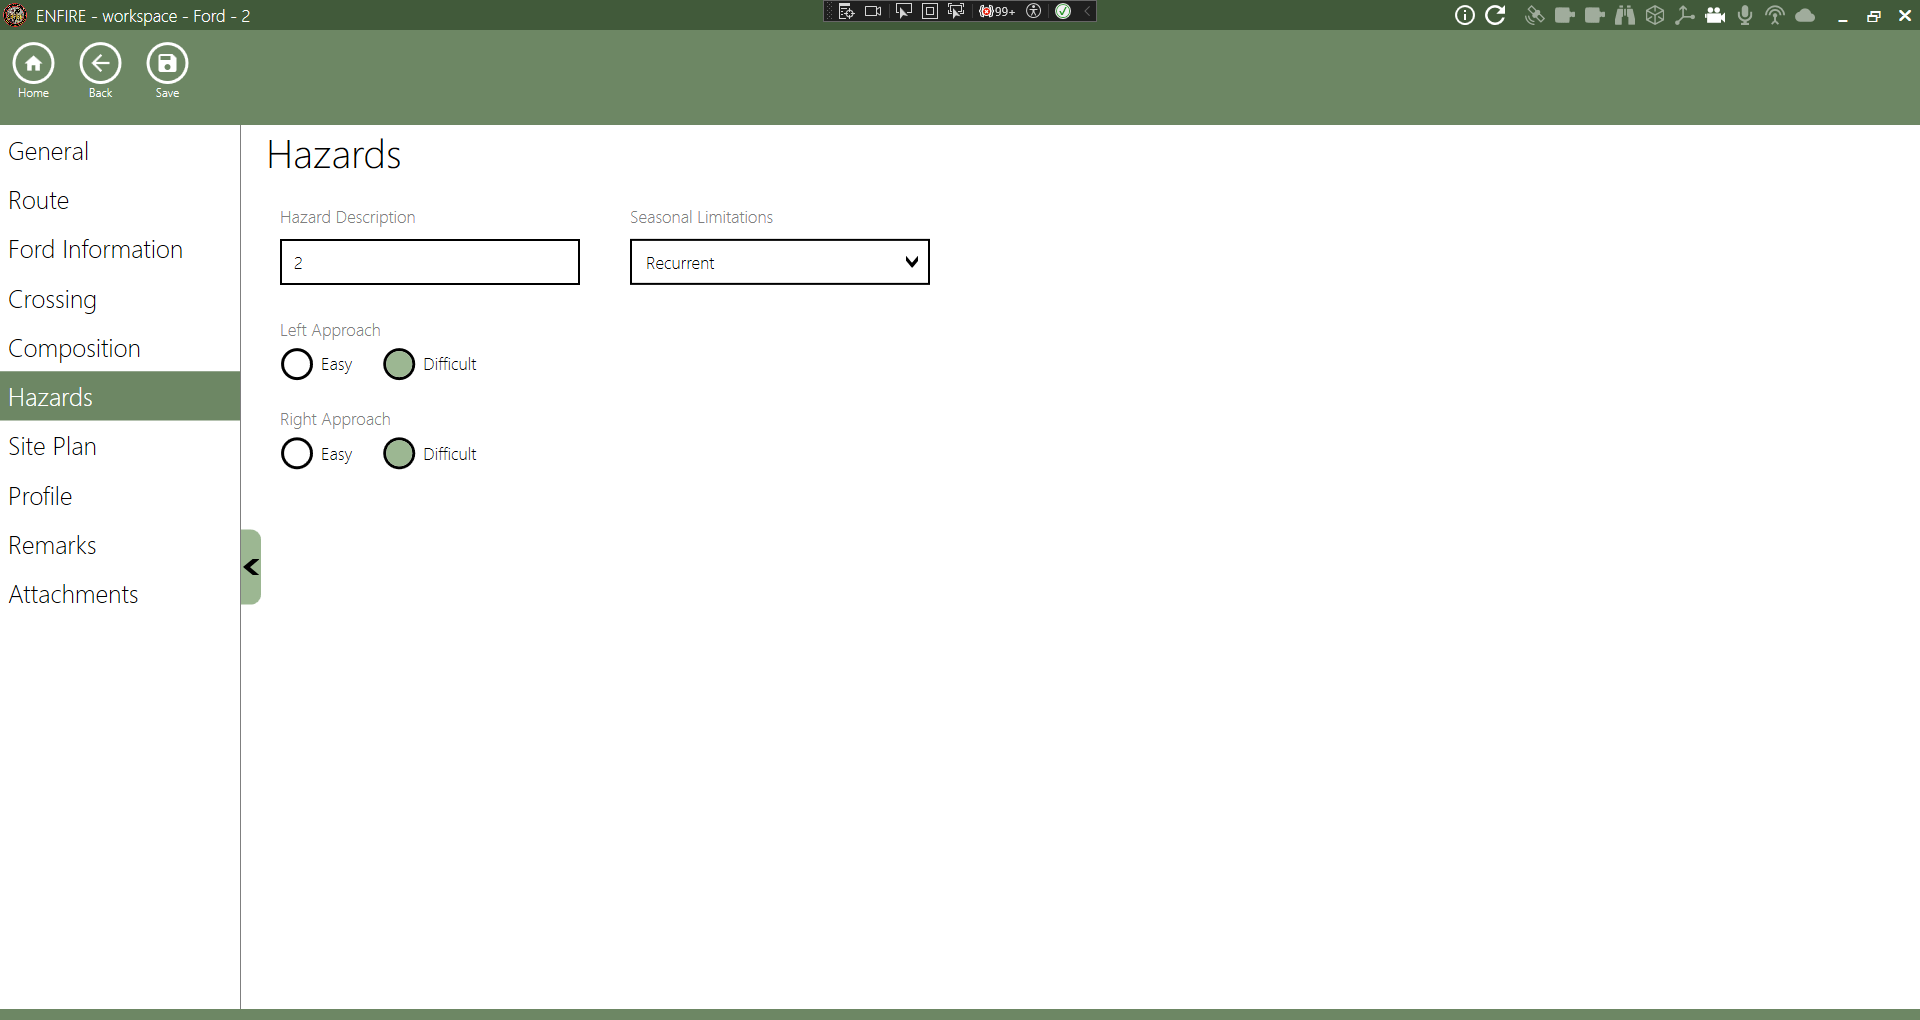 ENFIRE - workspace - Ford - 2
99+
Home
Back
Save
General
Route
Ford Information
Crossing
Composition
Hazards
Site Plan
Profile
Remarks
Attachments
Hazards
Hazard Description
Seasonal Limitations
2
Recurrent
Left Approach
Easy
Difficult
Right Approach
Easy
Difficult